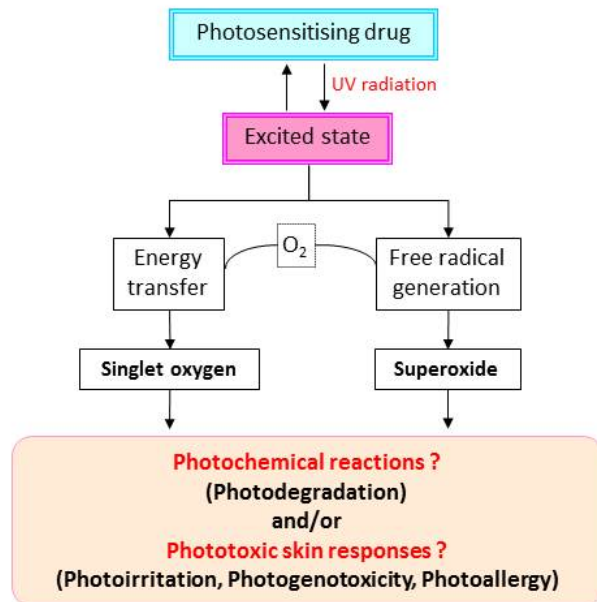 Photosensitising drug
UV radiation
Excited state
Energy
transfer
O₂
Free radical
generation
Singlet oxygen
Superoxide
Photochemical reactions ?
(Photodegradation)
and/or
Phototoxic skin responses ?
(Photoirritation, Photogenotoxicity, Photoallergy)